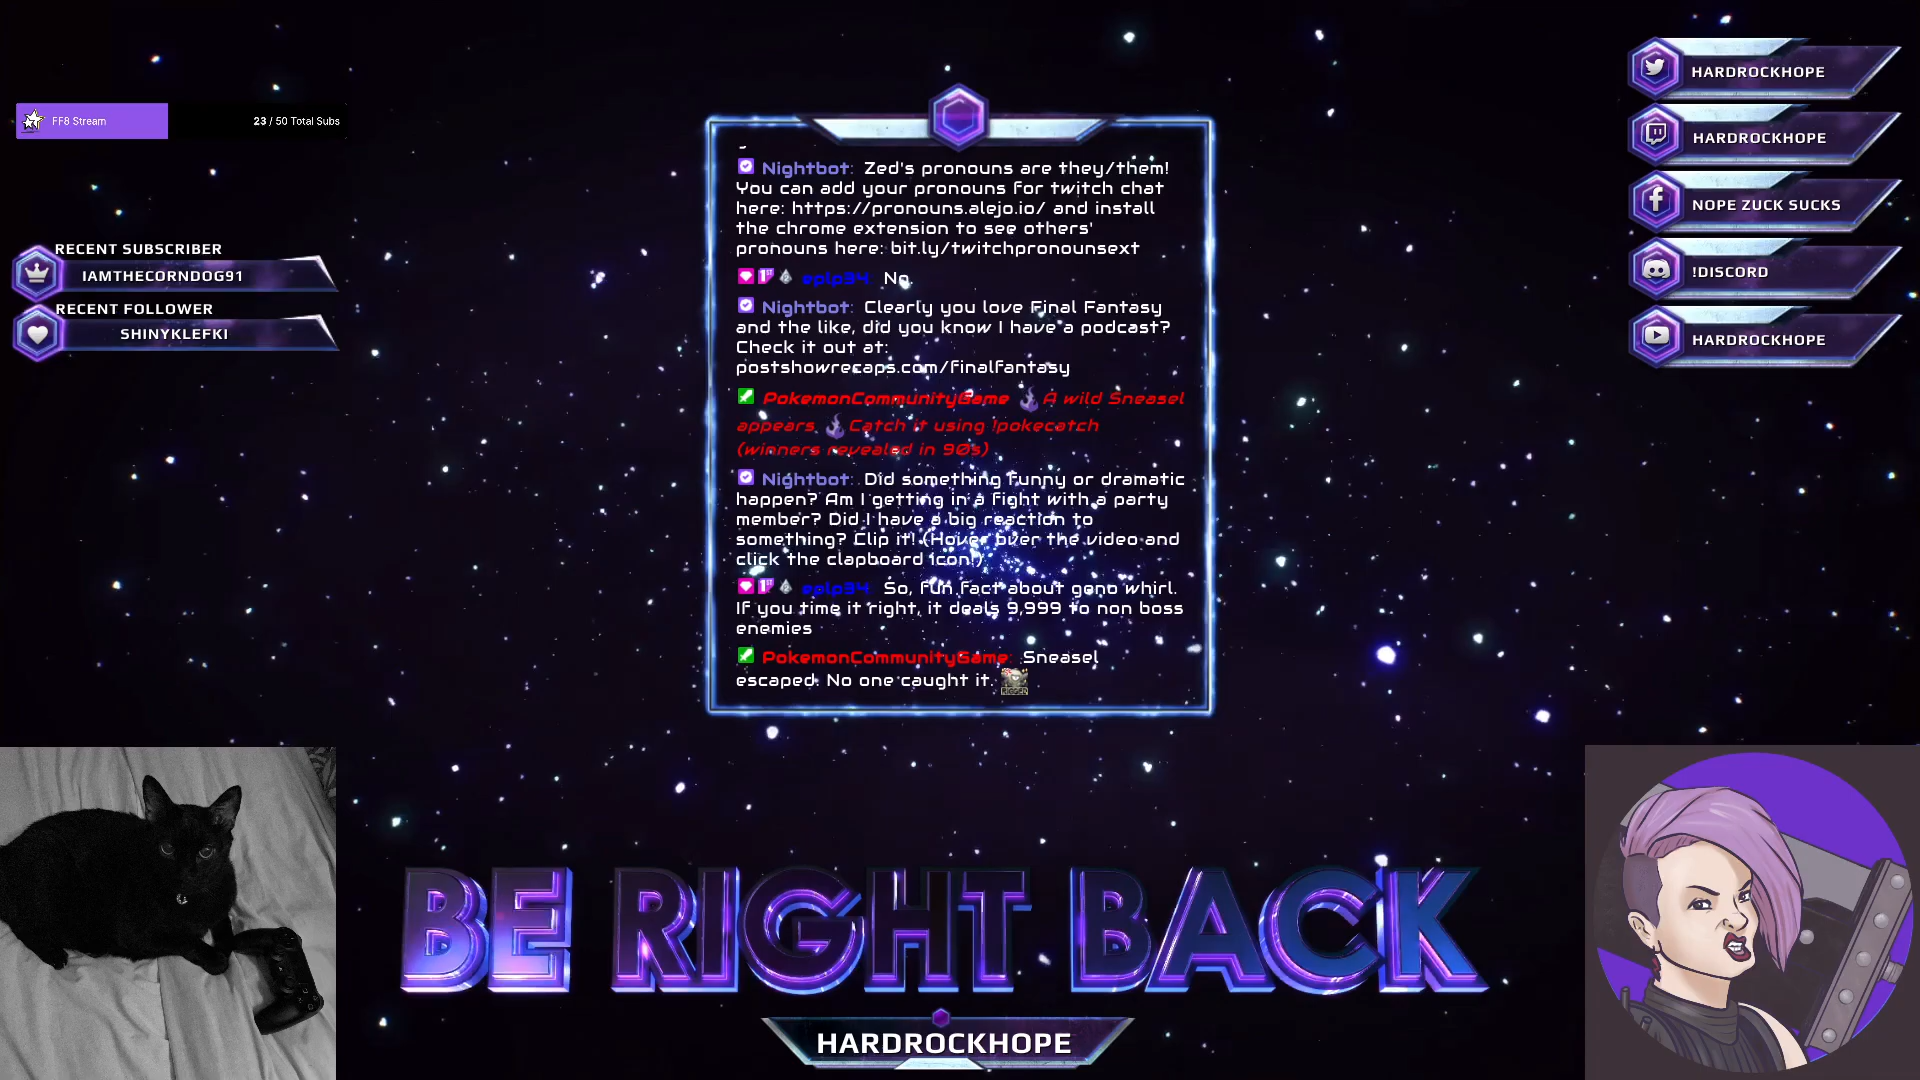 FF8 Stream
23 / 50 Total Subs
RECENT SUBSCRIBER
IAMTHECORNDOG91
RECENT FOLLOWER
SHINYKLEFKI
Nightbot: Zed's pronouns are they/them!
You can add your pronouns for twitch chat
here: https://pronouns.alejo.io/ and install
the chrome extension to see others'
pronouns here: bit.ly/twitchpronounsext
eplp34: No.
Nightbot: Clearly you love Final Fantasy
and the like, did you know I have a podcast?
Check it out at:
postshowrecaps.com/finalfantasy
PokemonCommunityGame A wild Sneasel
appears Catch it using !pokecatch
(winners revealed in 90s)
Nightbot: Did something funny or dramatic
happen? Am I getting in a fight with a party
member? Did I have a big reaction to
something? Clip it! (Hover over the video and
click the clapboard icon!)
eplp34: So, fun fact about geno whirl.
If you time it right, it deals 9,999 to non boss
enemies
PokemonCommunityGame: Sneasel
escaped. No one caught it.
HARDROCKHOPE
HARDROCKHOPE
NOPE ZUCK SUCKS
!DISCORD
HARDROCKHOPE
BE RIGHT BACK
HARDROCKHOPE